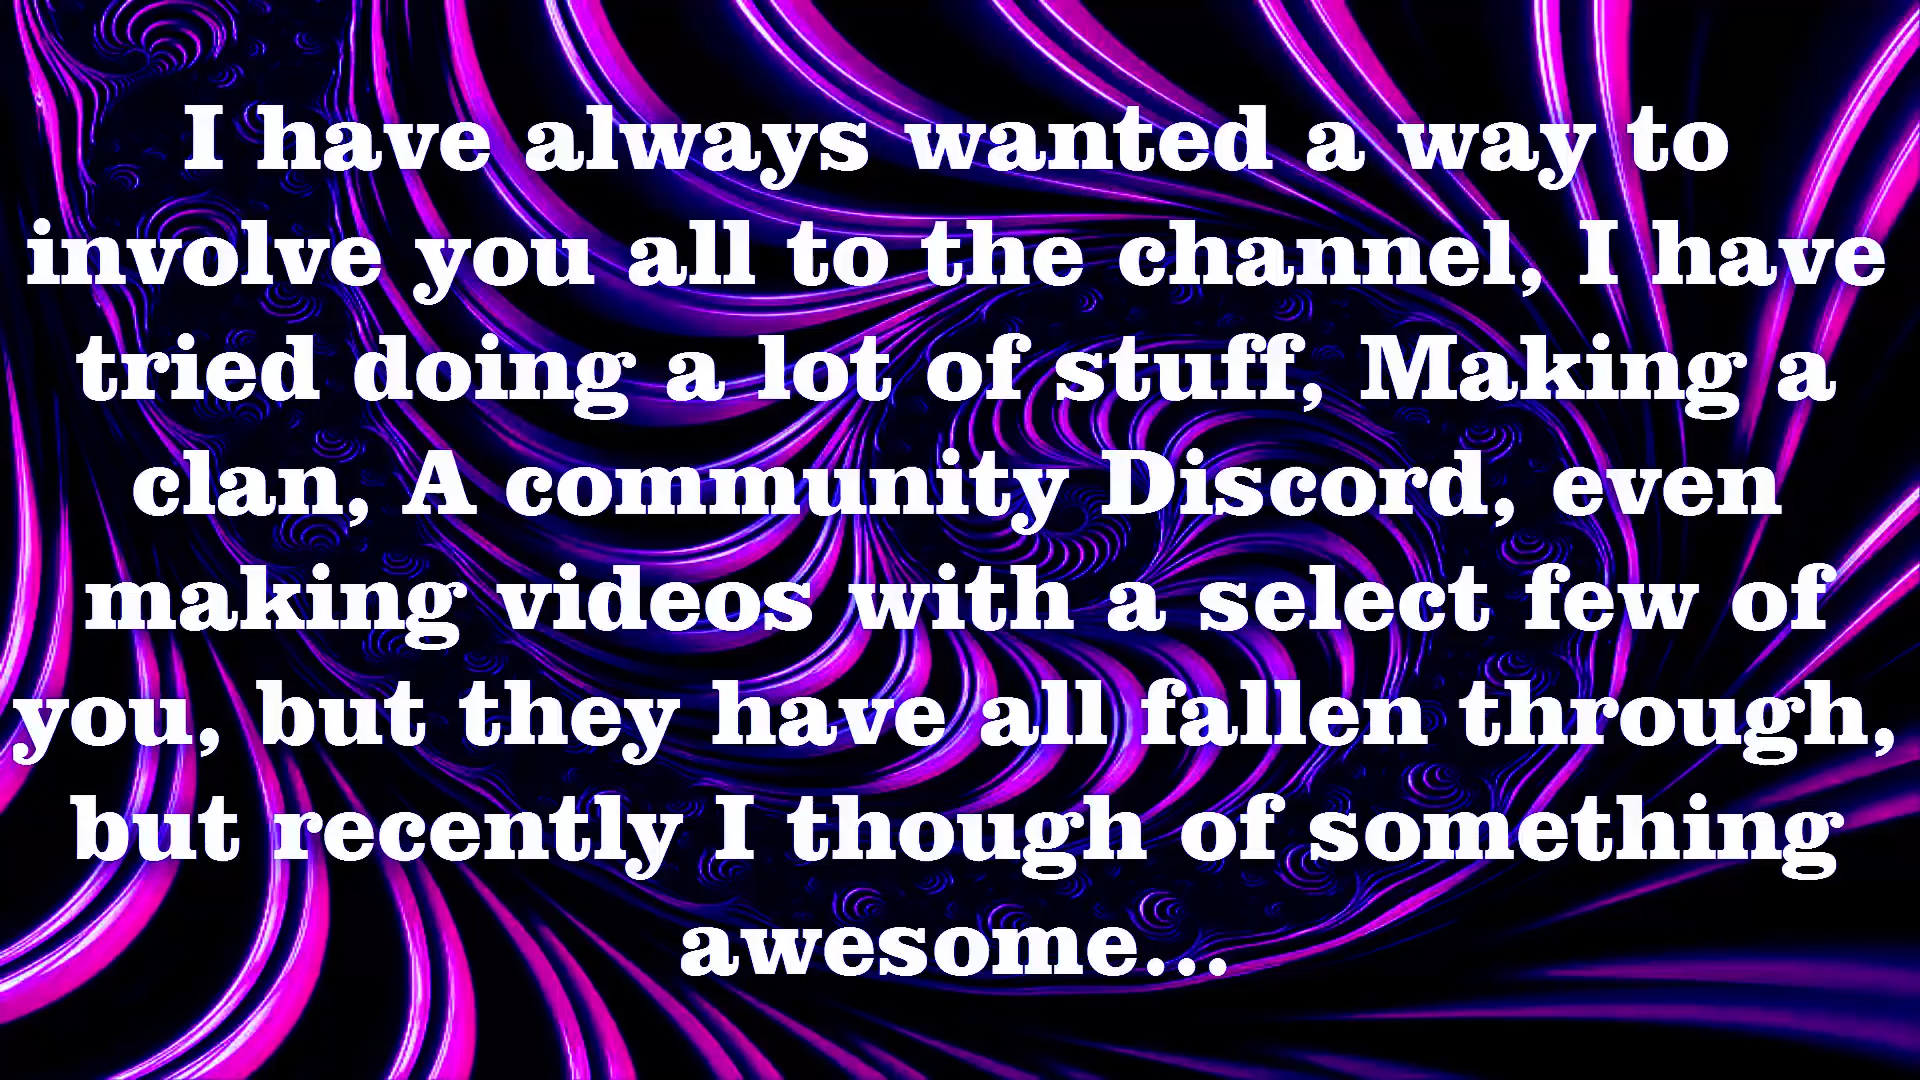 I have always wanted a way to
involve you all to the channel, I have
tried doing a lot of stuff, Making a
clan, A community Discord, even
making videos with a select few of
you, but they have all fallen through,
but recently I though of something
awesome...